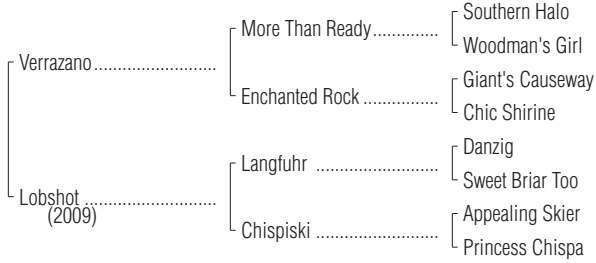 Southern Halo
More Than Ready..............
Woodman's Girl
Verrazano..........................
Giant's Causeway
Enchanted Rock ................
Chic Shirine
Danzig
Langfuhr ..........................
Sweet Briar Too
Lobshot ............................
(2009)
Appealing Skier
Chispiski ..........................
Princess Chispa